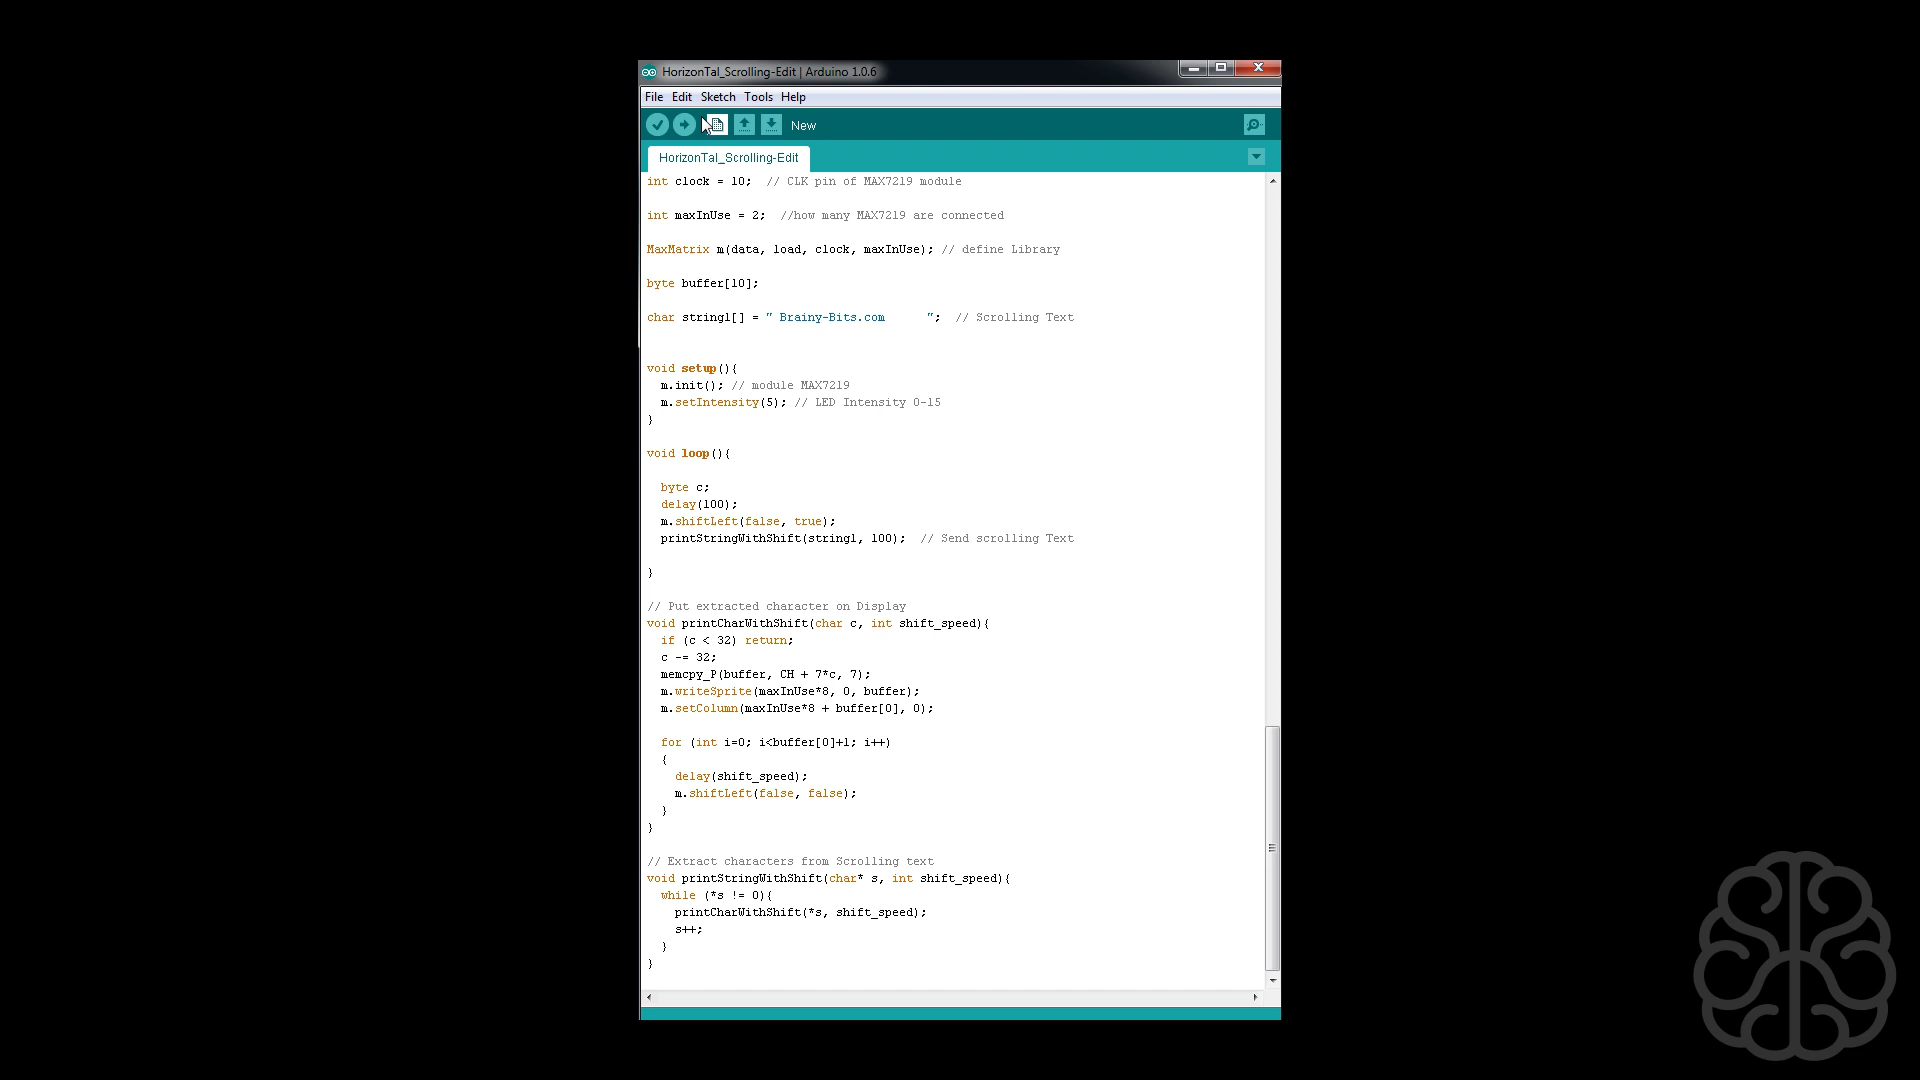 HorizonTal_Scrolling-Edit | Arduino 1.0.6
File Edit Sketch Tools Help
New
HorizonTal_Scrolling-Edit
int clock = 10;  // CLK pin of MAX7219 module
int maxInUse = 2;  //how many MAX7219 are connected
MaxMatrix m(data, load, clock, maxInUse); // define Library
byte buffer[10];
char string1[] = " Brainy-Bits.com      ";  // Scrolling Text
void setup(){
  m.init(); // module MAX7219
  m.setIntensity(5); // LED Intensity 0-15
}
void loop(){
  byte c;
  delay(100);
  m.shiftLeft(false, true);
  printStringWithShift(string1, 100);  // Send scrolling Text
}
// Put extracted character on Display
void printCharWithShift(char c, int shift_speed){
  if (c < 32) return;
  c -= 32;
  memcpy_P(buffer, CH + 7*c, 7);
  m.writeSprite(maxInUse*8, 0, buffer);
  m.setColumn(maxInUse*8 + buffer[0], 0);
  for (int i=0; i<buffer[0]+1; i++)
  {
    delay(shift_speed);
    m.shiftLeft(false, false);
  }
}
// Extract characters from Scrolling text
void printStringWithShift(char* s, int shift_speed){
  while (*s != 0){
    printCharWithShift(*s, shift_speed);
    s++;
  }
}